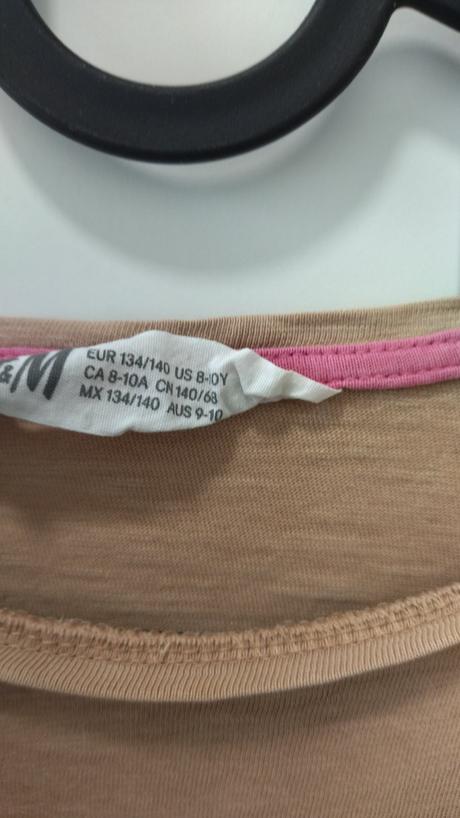 &M
EUR 134/140 US 8-10Y
CA 8-10A CN 140/68
MX 134/140 AUS 9-10